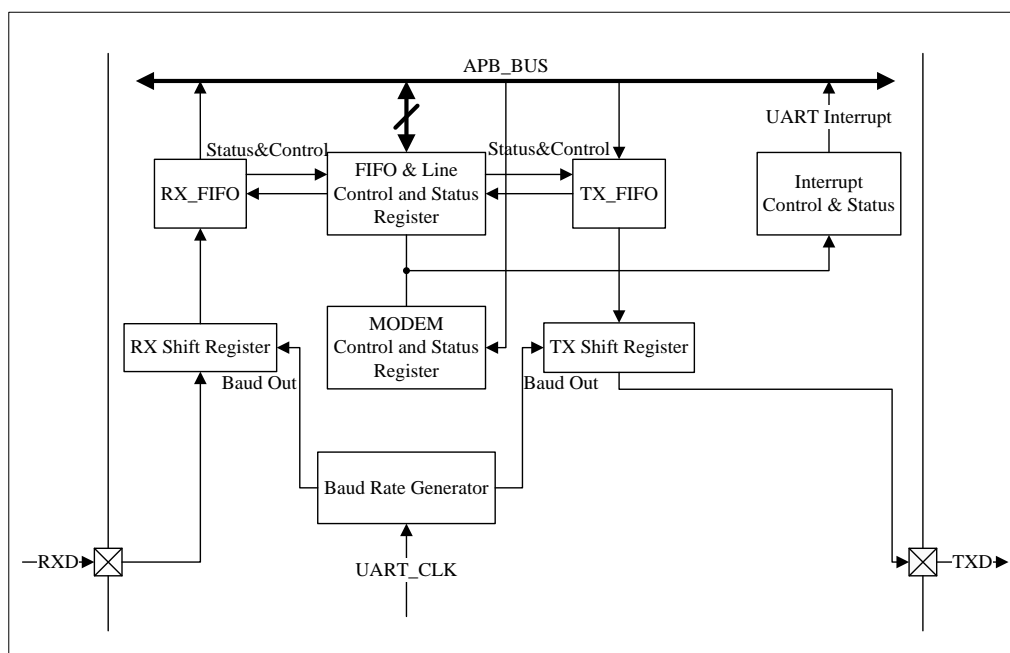 APB_BUS
UART Interrupt
Status&Control
Status&Control
RX_FIFO
FIFO & Line
Control and Status
Register
TX_FIFO
Interrupt
Control & Status
RX Shift Register
MODEM
Control and Status
Register
TX Shift Register
Baud Out
Baud Out
Baud Rate Generator
RXD
UART_CLK
TXD